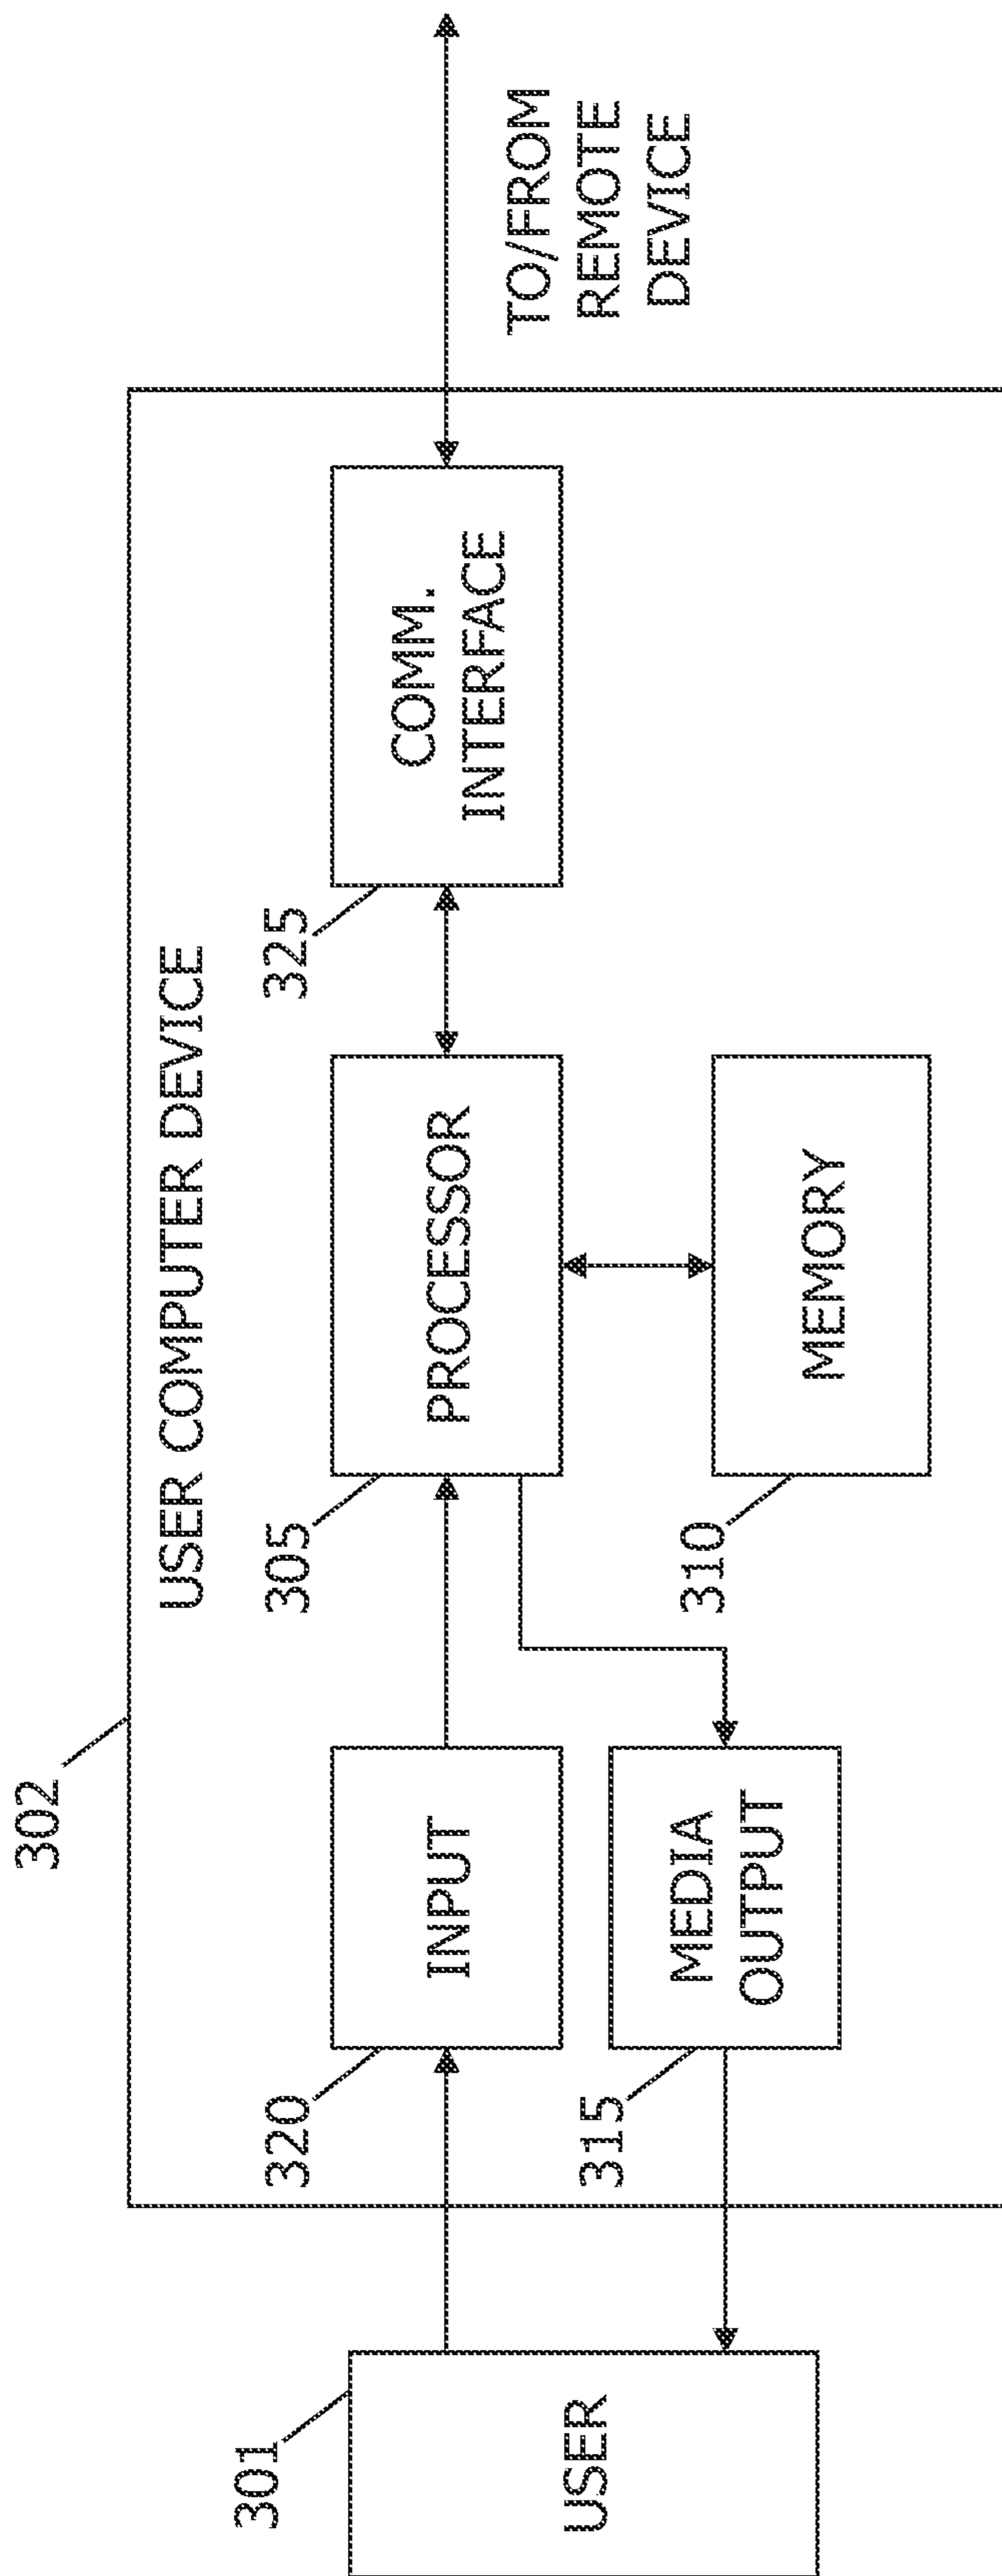 302
USER COMPUTER DEVICE
301
USER
320
INPUT
315
MEDIA
OUTPUT
305
PROCESSOR
310
MEMORY
325
COMM.
INTERFACE
TO/FROM
REMOTE
DEVICE